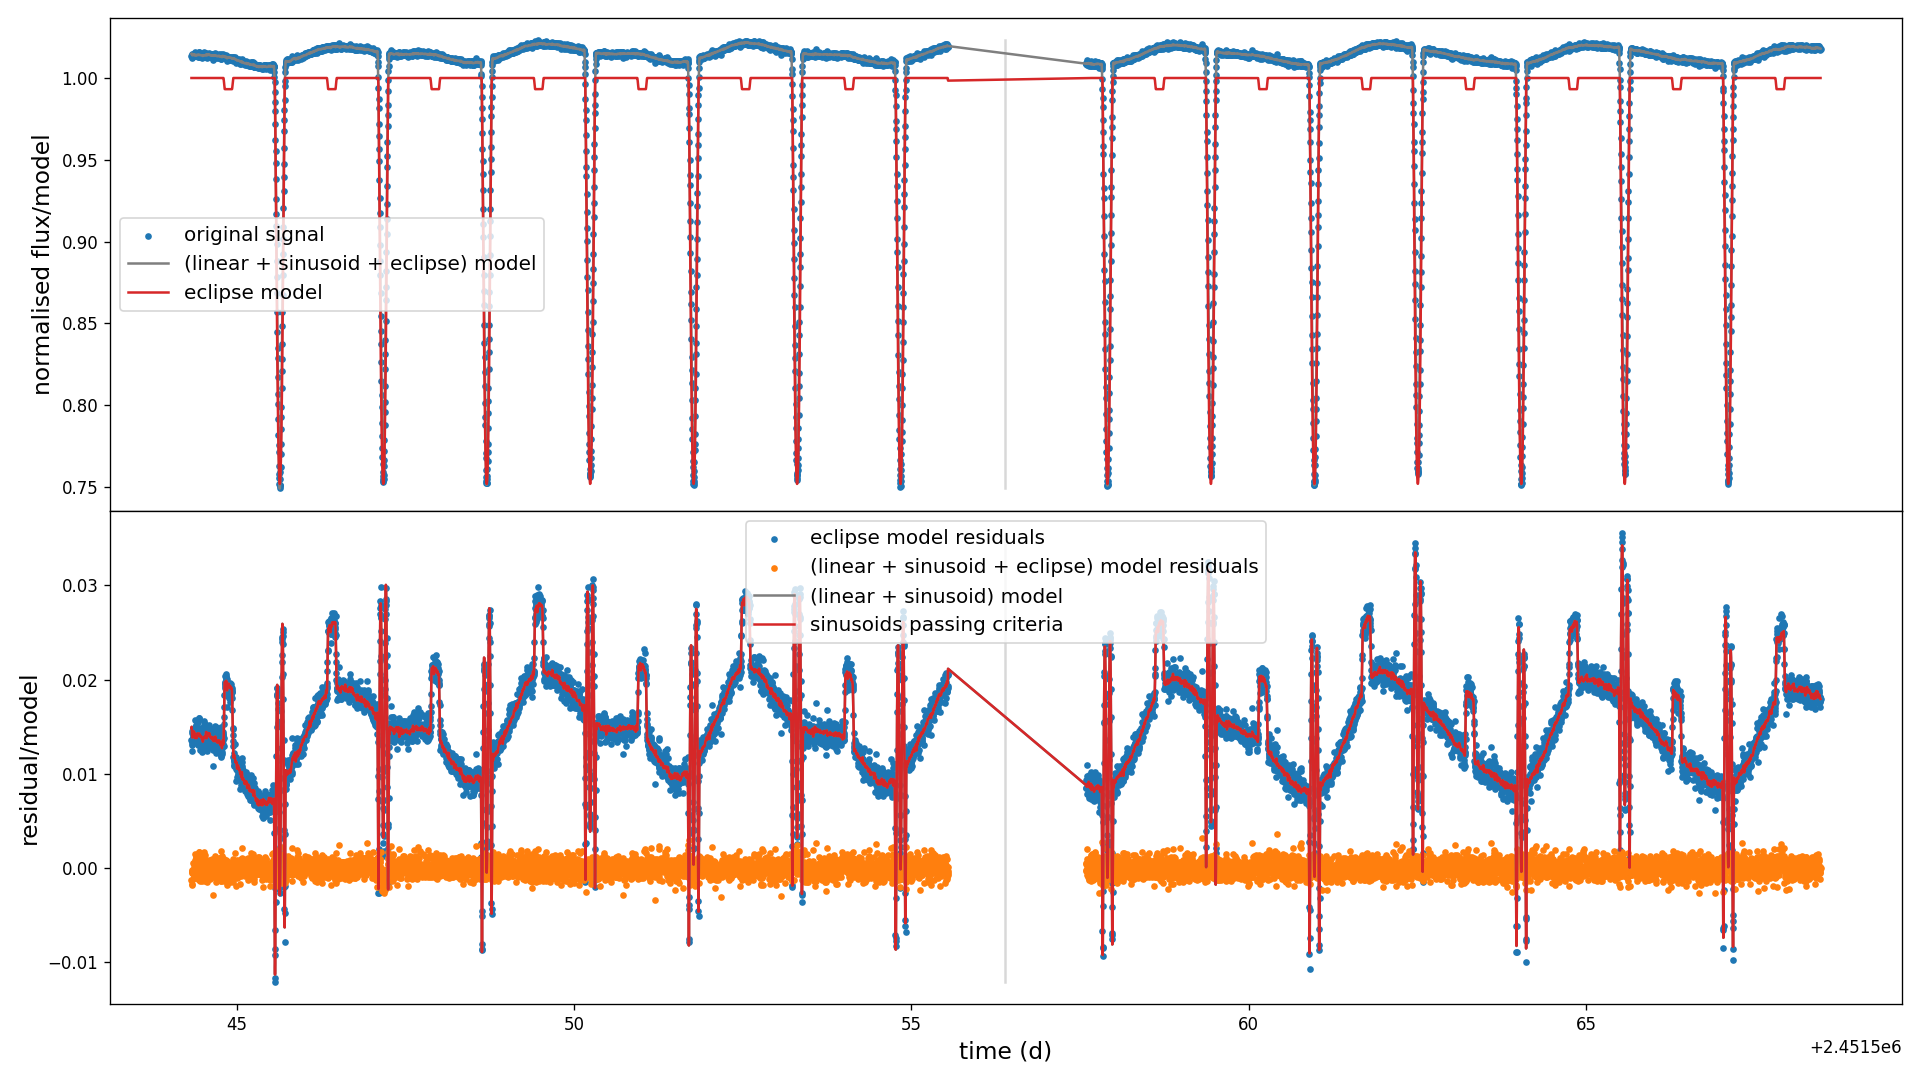 1.00
0.95
0.90
0.85
0.80
0.75
normalised flux/model
original signal
(linear + sinusoid + eclipse) model
eclipse model
0.03
0.02
0.01
0.00
−0.01
residual/model
eclipse model residuals
(linear + sinusoid + eclipse) model residuals
(linear + sinusoid) model
sinusoids passing criteria
45
50
55
60
65
time (d)
+2.4515e6